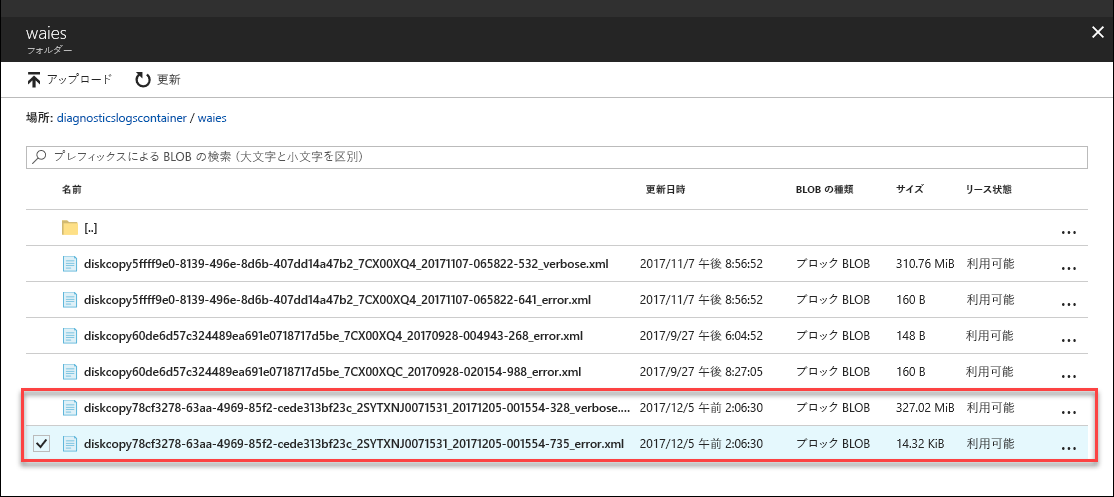 waies
フォルダー
アップロード 更新
場所: diagnosticslogscontainer / waies
プレフィックスによる BLOB の検索 (大文字と小文字を区別)
名前 更新日時 BLOB の種類 サイズ リース状態
[..] ...
diskcopy5ffff9e0-8139-496e-8d6b-407dd14a47b2_7CX00XQ4_20171107-065822-532_verbose.xml 2017/11/7 午後 8:56:52 ブロック BLOB 310.76 MiB 利用可能 ...
diskcopy5ffff9e0-8139-496e-8d6b-407dd14a47b2_7CX00XQ4_20171107-065822-641_error.xml 2017/11/7 午後 8:56:52 ブロック BLOB 160 B 利用可能 ...
diskcopy60de6d57c324489ea691e0718717d5be_7CX00XQ4_20170928-004943-268_error.xml 2017/9/27 午後 6:04:52 ブロック BLOB 148 B 利用可能 ...
diskcopy60de6d57c324489ea691e0718717d5be_7CX00XQC_20170928-020154-988_error.xml 2017/9/27 午後 8:27:05 ブロック BLOB 160 B 利用可能 ...
diskcopy78cf3278-63aa-4969-85f2-cede313bf23c_2SYTXNJ0071531_20171205-001554-328_verbose.... 2017/12/5 午前 2:06:30 ブロック BLOB 327.02 MiB 利用可能 ...
diskcopy78cf3278-63aa-4969-85f2-cede313bf23c_2SYTXNJ0071531_20171205-001554-735_error.xml 2017/12/5 午前 2:06:30 ブロック BLOB 14.32 KiB 利用可能 ...